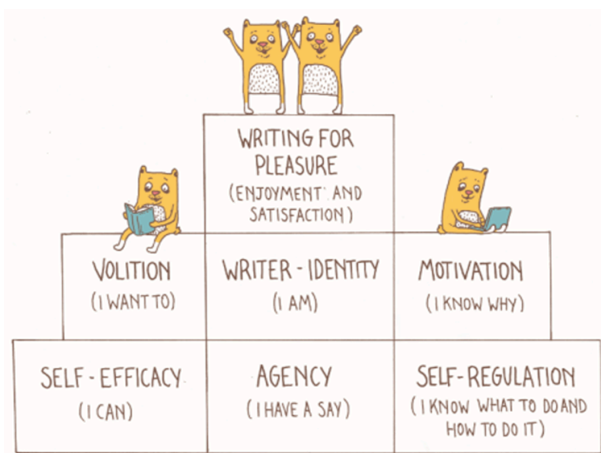 WRITING FOR
PLEASURE
(ENJOYMENT AND
SATISFACTION)
VOLITION
(I WANT TO)
WRITER-IDENTITY
(I AM)
MOTIVATION
(I KNOW WHY)
SELF-EFFICACY
(I CAN)
AGENCY
(I HAVE A SAY)
SELF-REGULATION
(I KNOW WHAT TO DO AND
HOW TO DO IT)